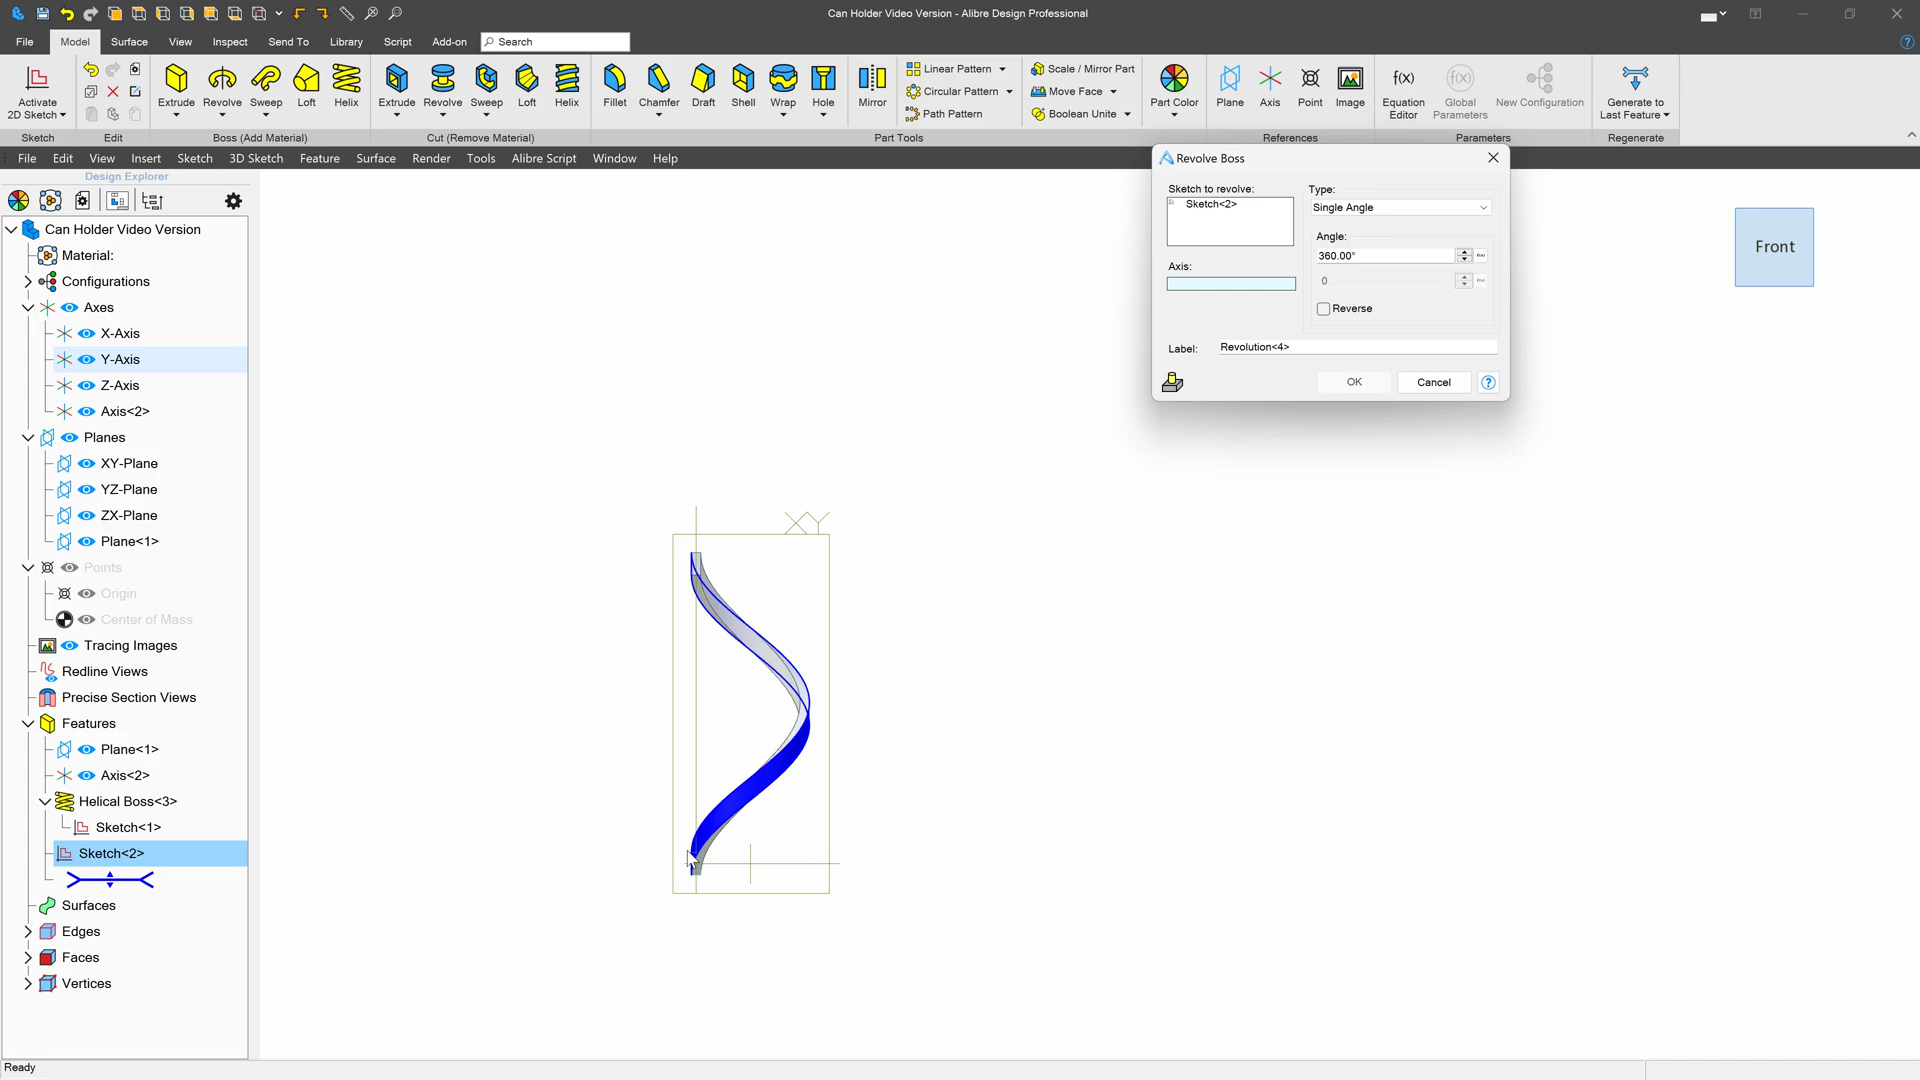 Can Holder Video Version - Alibre Design Professional
File Model Surface View Inspect Send To Library Script Add-on Search
Activate
2D Sketch
Extrude Revolve Sweep Loft Helix
Extrude Revolve Sweep Loft Helix
Fillet Chamfer Draft Shell Wrap Hole Mirror
Linear Pattern
Circular Pattern
Path Pattern
Scale / Mirror Part
Move Face
Boolean Unite
Part Color
Plane Axis Point Image
f(x) Equation
Editor
f(x) Global
Parameters
New Configuration
Generate to
Last Feature
Sketch Edit Boss (Add Material) Cut (Remove Material) Part Tools References Parameters Regenerate
File Edit View Insert Sketch 3D Sketch Feature Surface Render Tools Alibre Script Window Help
Design Explorer
Can Holder Video Version
Material:
Configurations
Axes
X-Axis
Y-Axis
Z-Axis
Axis<2>
Planes
XY-Plane
YZ-Plane
ZX-Plane
Plane<1>
Points
Origin
Center of Mass
Tracing Images
Redline Views
Precise Section Views
Features
Plane<1>
Axis<2>
Helical Boss<3>
Sketch<1>
Sketch<2>
Surfaces
Edges
Faces
Vertices
Ready
XY
Revolve Boss
Sketch to revolve:
Sketch<2>
Axis:
Type:
Single Angle
Angle:
360.00°
0
Reverse
Label: Revolution<4>
OK Cancel ?
Front